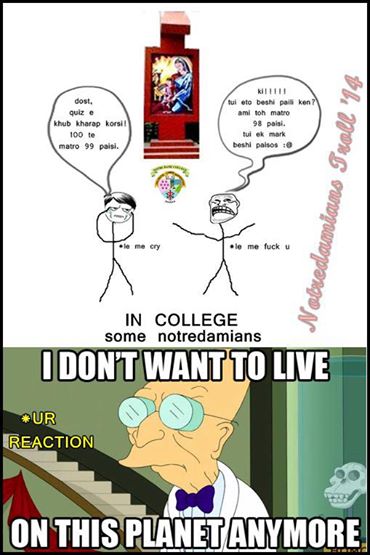 dost,
quiz e
khub kharap korsi!
100 te
matro 99 paisi.
ki!!!!!
tui eto beshi paili ken?
ami toh matro
98 paisi.
tui ek mark
beshi paisos :@
*le me cry
*le me fuck u
Notredamians Troll '14
IN COLLEGE
some notredamians
I DON'T WANT TO LIVE
*UR
REACTION
ON THIS PLANET ANYMORE